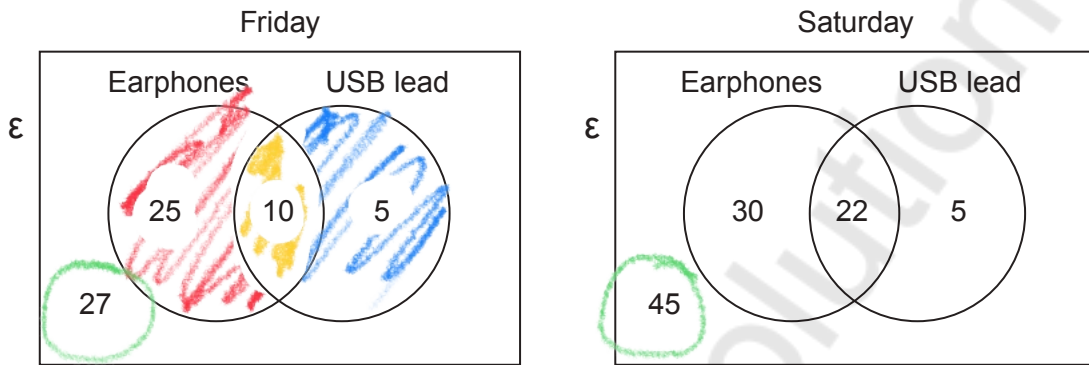 Friday
Saturday
Earphones USB lead
Earphones USB lead
ε
ε
25 10 5
30 22 5
27
45